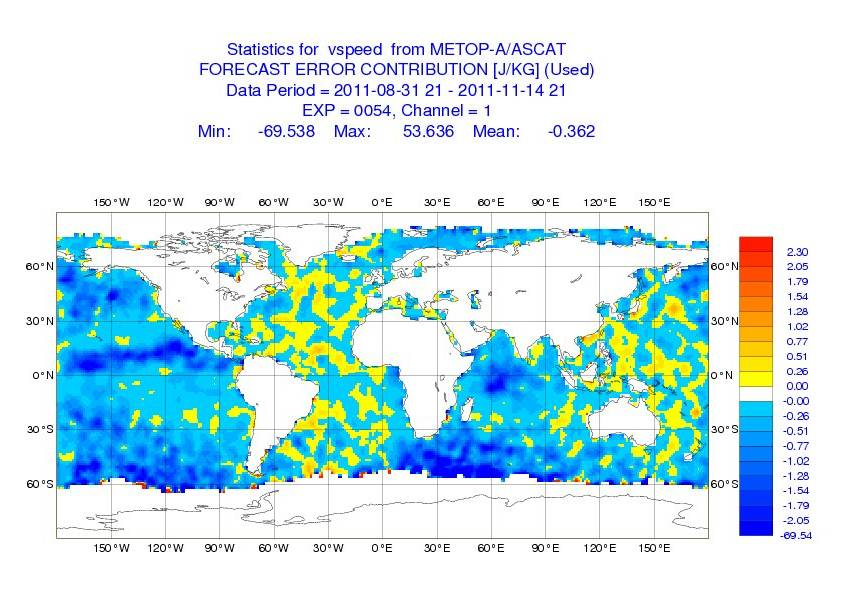 Statistics for vspeed from METOP-A/ASCAT
FORECAST ERROR CONTRIBUTION [J/KG] (Used)
Data Period = 2011-08-31 21 - 2011-11-14 21
EXP = 0054, Channel = 1
Min: -69.538 Max: 53.636 Mean: -0.362
150°W 120°W 90°W 60°W 30°W 0°E 30°E 60°E 90°E 120°E 150°E
60°N 60°N
30°N 30°N
0°N 0°N
30°S 30°S
60°S 60°S
150°W 120°W 90°W 60°W 30°W 0°E 30°E 60°E 90°E 120°E 150°E
2.30
2.05
1.79
1.54
1.28
1.02
0.77
0.51
0.26
0.00
-0.00
-0.26
-0.51
-0.77
-1.02
-1.28
-1.54
-1.79
-2.05
-69.54